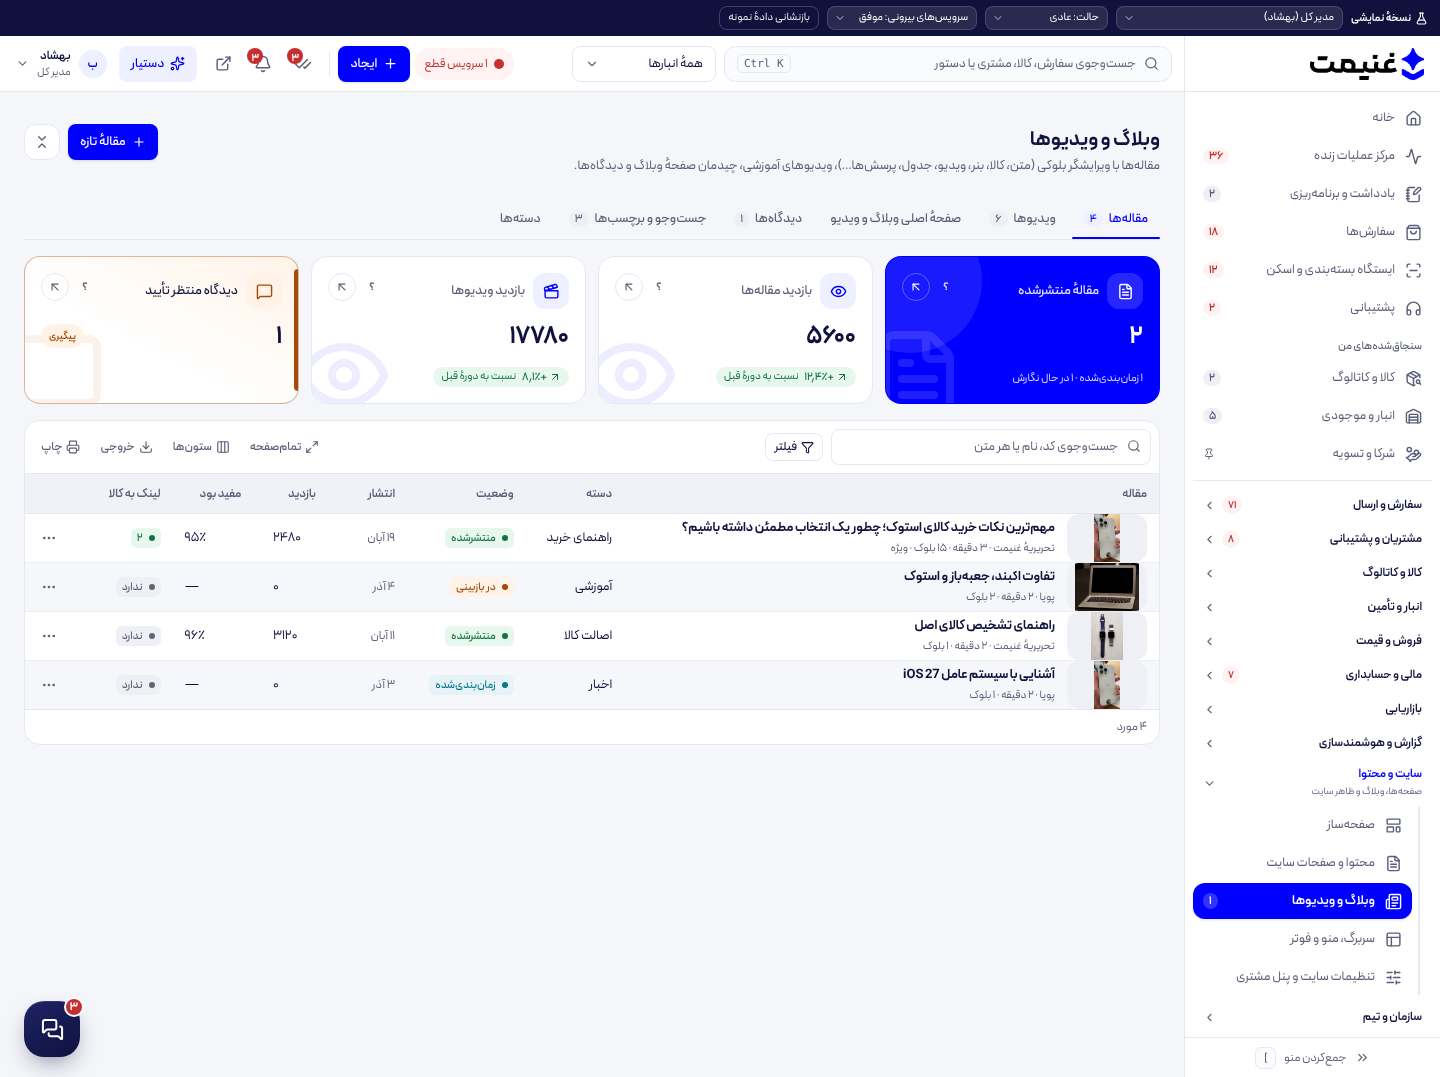 نسخهٔ نمایشی
مدیر کل (بهشاد)
حالت: عادی
سرویس‌های بیرونی: موفق
بازنشانی دادهٔ نمونه
غنیمت
جست‌وجوی سفارش، کالا، مشتری یا دستور
Ctrl K
همهٔ انبارها
۱ سرویس قطع
ایجاد
۳
۳
دستیار
ب
بهشاد
مدیر کل
خانه
مرکز عملیات زنده ۳۶
یادداشت و برنامه‌ریزی ۲
سفارش‌ها ۱۸
ایستگاه بسته‌بندی و اسکن ۱۲
پشتیبانی ۲
سنجاق‌شده‌های من
کالا و کاتالوگ ۲
انبار و موجودی ۵
شرکا و تسویه
سفارش و ارسال ۷۱
مشتریان و پشتیبانی ۸
کالا و کاتالوگ
انبار و تأمین
فروش و قیمت
مالی و حسابداری ۷
بازاریابی
گزارش و هوشمندسازی
سایت و محتوا
صفحه‌ها، وبلاگ و ظاهر سایت
صفحه‌ساز
محتوا و صفحات سایت
وبلاگ و ویدیوها ۱
سربرگ، منو و فوتر
تنظیمات سایت و پنل مشتری
سازمان و تیم
جمع‌کردن منو [
وبلاگ و ویدیوها
مقاله‌ها با ویرایشگر بلوکی (متن، کالا، بنر، ویدیو، جدول، پرسش‌ها…)، ویدیوهای آموزشی، چیدمان صفحهٔ وبلاگ و دیدگاه‌ها.
مقالهٔ تازه
مقاله‌ها ۴
ویدیوها ۶
صفحهٔ اصلی وبلاگ و ویدیو
دیدگاه‌ها ۱
جست‌وجو و برچسب‌ها ۳
دسته‌ها
مقالهٔ منتشرشده ؟
۲
۱ زمان‌بندی‌شده · ۱ در حال نگارش
بازدید مقاله‌ها ؟
۵۶۰۰
+۱۲٫۴٪ نسبت به دورهٔ قبل
بازدید ویدیوها ؟
۱۷۷۸۰
+۸٫۱٪ نسبت به دورهٔ قبل
دیدگاه منتظر تأیید ؟
۱
پیگیری
جست‌وجوی کد، نام یا هر متن
فیلتر
تمام‌صفحه
ستون‌ها
خروجی
چاپ
مقاله دسته وضعیت انتشار بازدید مفید بود لینک به کالا
مهم‌ترین نکات خرید کالای استوک؛ چطور یک انتخاب مطمئن داشته باشیم؟
تحریریهٔ غنیمت · ۳ دقیقه · ۱۵ بلوک · ویژه
راهنمای خرید منتشرشده ۱۹ آبان ۲۴۸۰ ۹۵٪ ۲
تفاوت اکبند، جعبه‌باز و استوک
پویا · ۲ دقیقه · ۲ بلوک
آموزشی در بازبینی ۴ آذر ۰ — ندارد
راهنمای تشخیص کالای اصل
تحریریهٔ غنیمت · ۲ دقیقه · ۱ بلوک
اصالت کالا منتشرشده ۱۱ آبان ۳۱۲۰ ۹۶٪ ندارد
آشنایی با سیستم عامل iOS 27
پویا · ۲ دقیقه · ۱ بلوک
اخبار زمان‌بندی‌شده ۳ آذر ۰ — ندارد
۴ مورد
۳